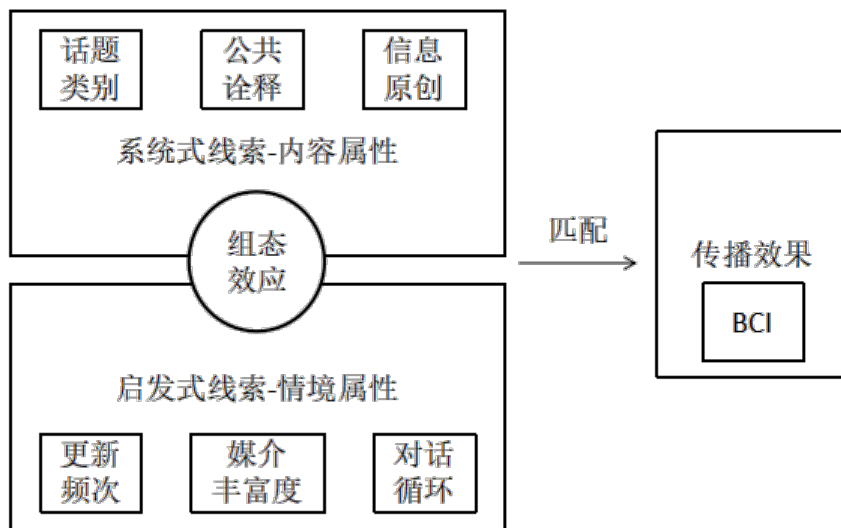 话题
类别
公共
诠释
信息
原创
系统式线索-内容属性
组态
效应
匹配
传播效果
BCI
启发式线索-情境属性
更新
频次
媒介
丰富度
对话
循环